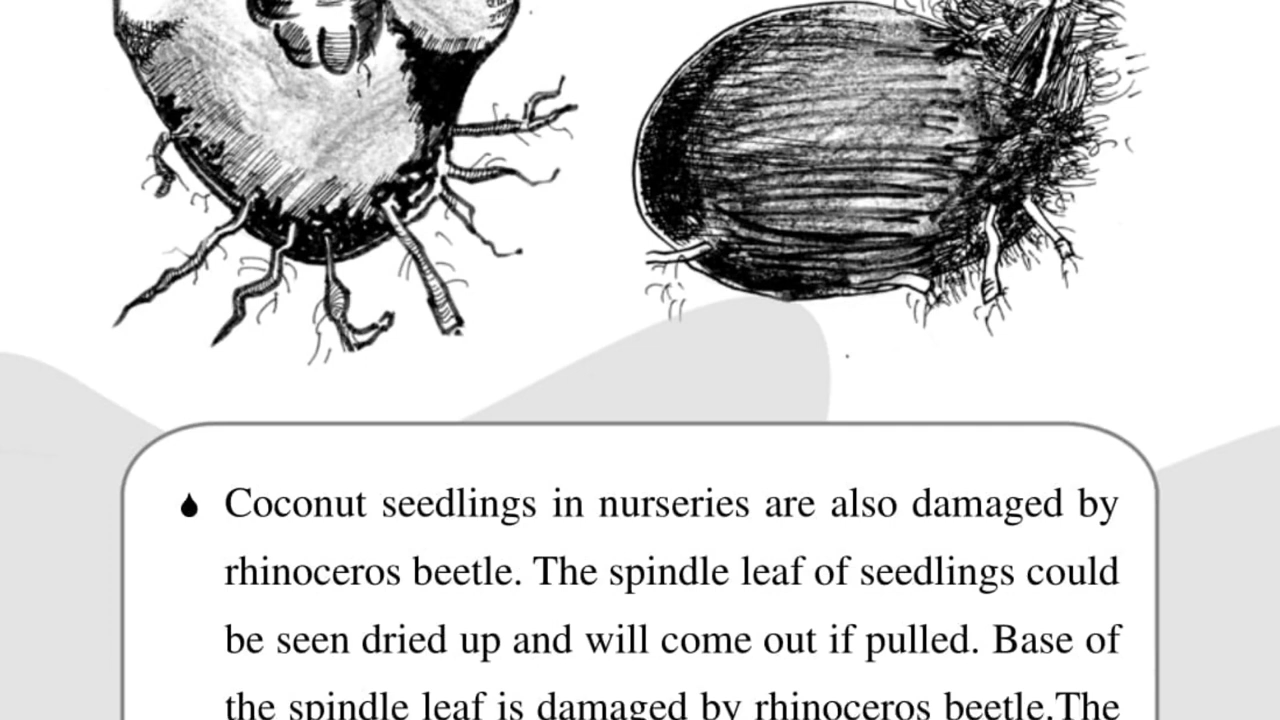 Coconut seedlings in nurseries are also damaged by
rhinoceros beetle. The spindle leaf of seedlings could
be seen dried up and will come out if pulled. Base of
the spindle leaf is damaged by rhinoceros beetle.The